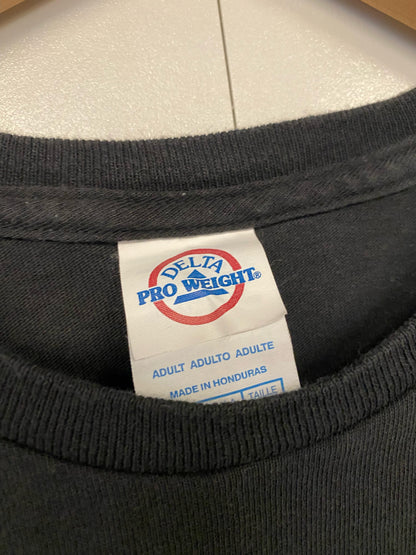 DELTA
PRO WEIGHT®
ADULT ADULTO ADULTE
MADE IN HONDURAS
TAILLE